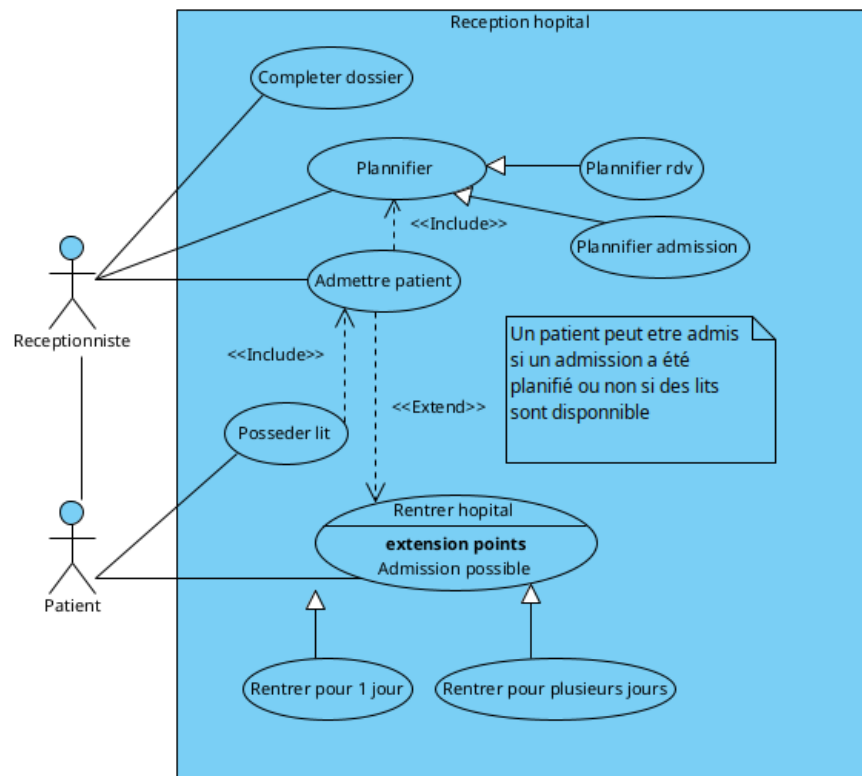 Reception hopital
Completer dossier
Plannifier
Plannifier rdv
<<Include>>
Plannifier admission
Admettre patient
Receptionniste
Un patient peut etre admis
si un admission a été
planifié ou non si des lits
sont disponnible
<<Include>>
<<Extend>>
Posseder lit
Rentrer hopital
extension points
Admission possible
Patient
Rentrer pour 1 jour
Rentrer pour plusieurs jours